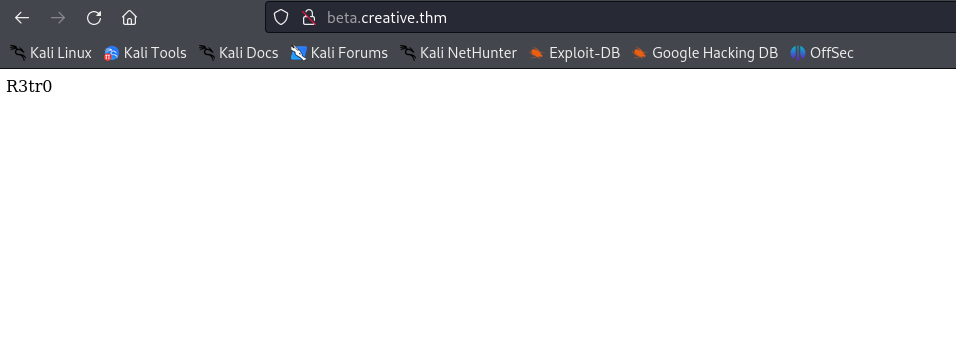 beta.creative.thm
Kali Linux Kali Tools Kali Docs Kali Forums Kali NetHunter Exploit-DB Google Hacking DB OffSec
R3tr0